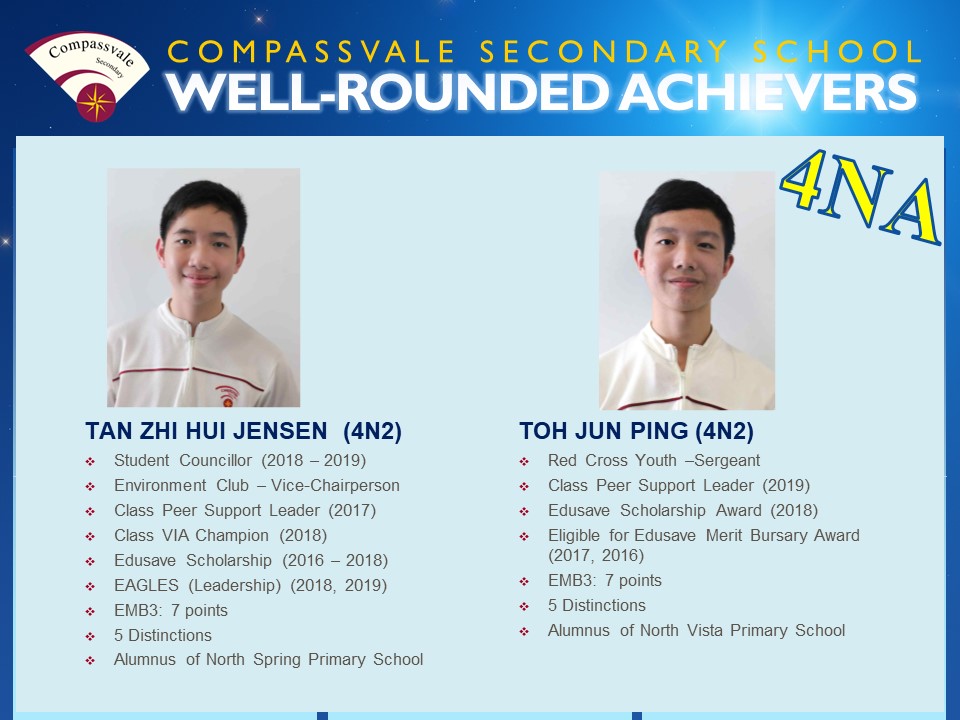 Compassvale
Secondary
COMPASSVALE SECONDARY SCHOOL
WELL-ROUNDED ACHIEVERS
4NA
TAN ZHI HUI JENSEN (4N2)
❖ Student Councillor (2018 – 2019)
❖ Environment Club – Vice-Chairperson
❖ Class Peer Support Leader (2017)
❖ Class VIA Champion (2018)
❖ Edusave Scholarship (2016 – 2018)
❖ EAGLES (Leadership) (2018, 2019)
❖ EMB3: 7 points
❖ 5 Distinctions
❖ Alumnus of North Spring Primary School
TOH JUN PING (4N2)
❖ Red Cross Youth –Sergeant
❖ Class Peer Support Leader (2019)
❖ Edusave Scholarship Award (2018)
❖ Eligible for Edusave Merit Bursary Award
(2017, 2016)
❖ EMB3: 7 points
❖ 5 Distinctions
❖ Alumnus of North Vista Primary School